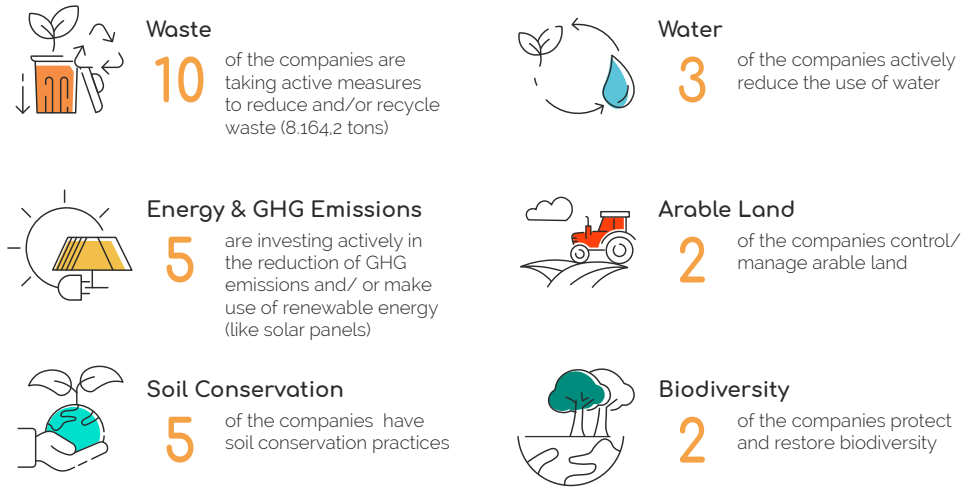 Waste
10
of the companies are
taking active measures
to reduce and/or recycle
waste (8.164,2 tons)
Water
3
of the companies actively
reduce the use of water
Energy & GHG Emissions
5
are investing actively in
the reduction of GHG
emissions and/ or make
use of renewable energy
(like solar panels)
Arable Land
2
of the companies control/
manage arable land
Soil Conservation
5
of the companies  have
soil conservation practices
Biodiversity
2
of the companies protect
and restore biodiversity